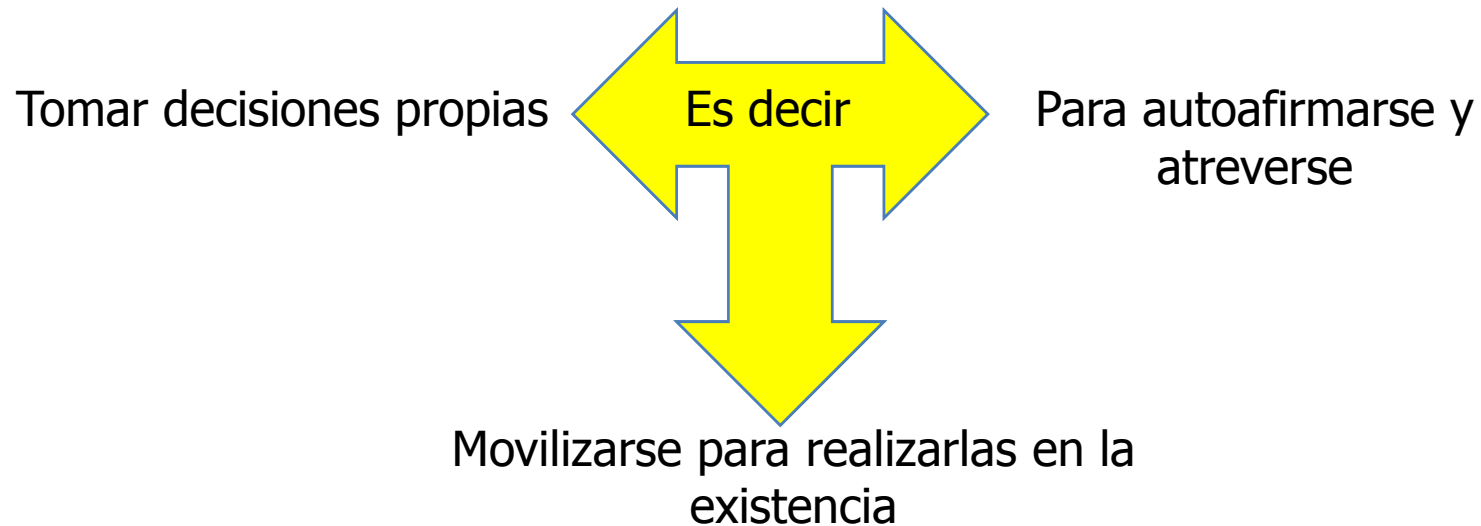 Tomar decisiones propias
Es decir
Para autoafirmarse y
atreverse
Movilizarse para realizarlas en la
existencia